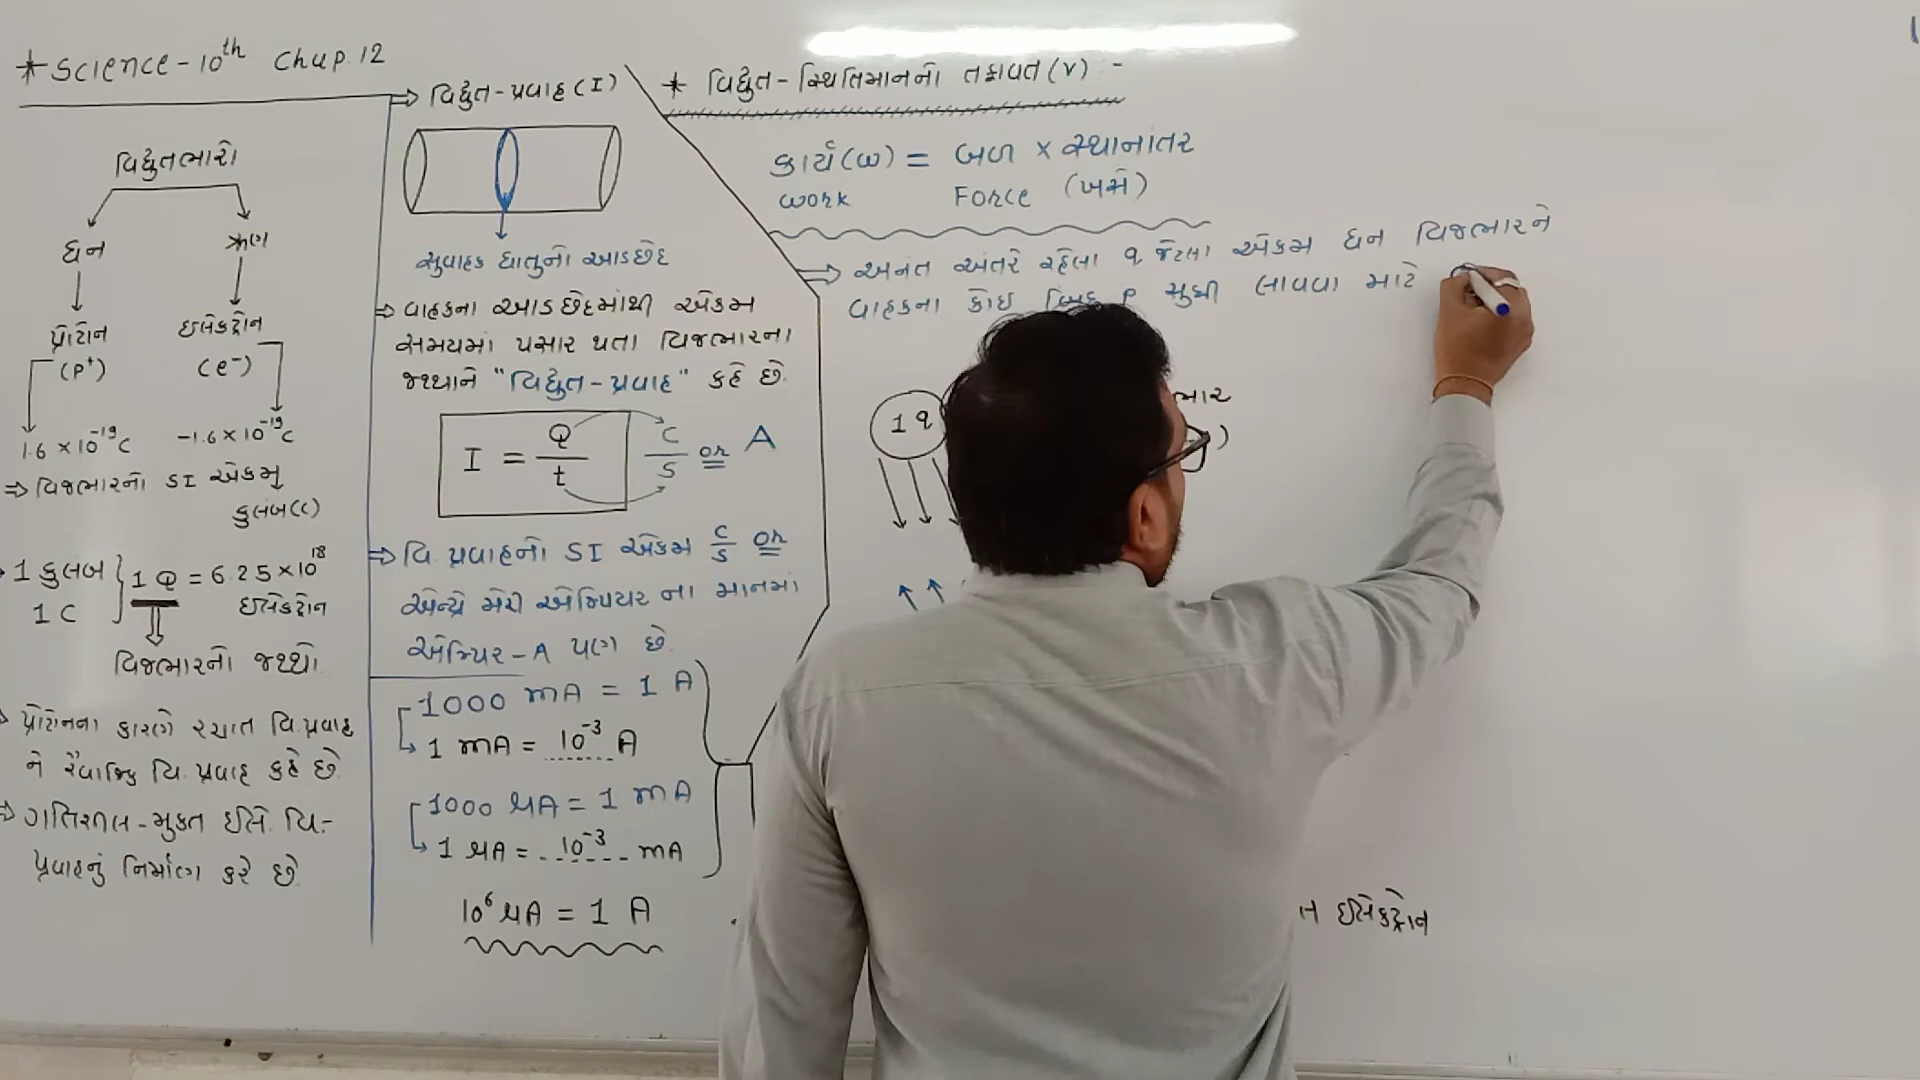 * Science - 10th Chap. 12
વિદ્યુતભારો
ધન ઋણ
પ્રોટોન ઇલેક્ટ્રોન
(P⁺) (e⁻)
1.6 × 10⁻¹⁹ C -1.6 × 10⁻¹⁹ C
⇒ વિજભારનો SI એકમ
કુલંબ(C)
1 કુલંબ } 1 Q = 6.25 × 10¹⁸
1 C ઇલેક્ટ્રોન
વિજભારનો જથ્થો.
પ્રોટોનના કારણે રચાત વિ.પ્રવાહ
ને રૈવાજિક વિ. પ્રવાહ કહે છે.
⇒ ગતિશીલ - મુક્ત ઇલે. વિ.-
પ્રવાહનું નિર્માણ કરે છે.
⇒ વિદ્યુત - પ્રવાહ (I)
સુવાહક ધાતુનો આડછેદ
⇒ વાહકના આડછેદમાંથી એકમ
સમયમાં પસાર થતા વિજભારના
જથ્થાને "વિદ્યુત - પ્રવાહ" કહે છે.
I = Q/t C/S or A
⇒ વિ. પ્રવાહનો SI એકમ C/S or
એન્દ્રે મેરી એમ્પિયર ના માનમાં
એમ્પિયર - A પણ છે.
1000 mA = 1 A
1 mA = 10⁻³ A
1000 μA = 1 mA
1 μA = 10⁻³ mA
10⁶ μA = 1 A
* વિદ્યુત - સ્થિતિમાનનો તફાવત (V) -
કાર્ય (W) = બળ × સ્થાનાંતર
Work Force (ખસે)
⇒ અનંત અંતરે રહેલા q જેટલા એકમ ધન વિજભારને
વાહકના કોઇ બિંદુ P સુધી લાવવા માટે
1 q
ઇલેક્ટ્રોન